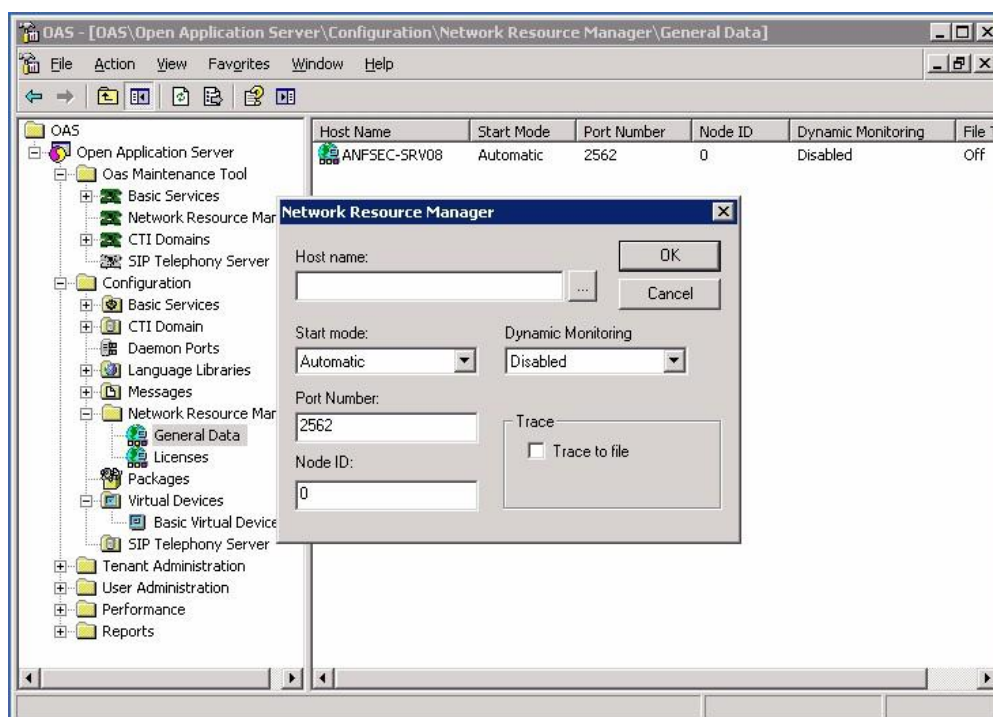 OAS - [OAS\Open Application Server\Configuration\Network Resource Manager\General Data]
File Action View Favorites Window Help
OAS
Open Application Server
Oas Maintenance Tool
Basic Services
Network Resource Mar
CTI Domains
SIP Telephony Server
Configuration
Basic Services
CTI Domain
Daemon Ports
Language Libraries
Messages
Network Resource Mar
General Data
Licenses
Packages
Virtual Devices
Basic Virtual Device
SIP Telephony Server
Tenant Administration
User Administration
Performance
Reports
Host Name Start Mode Port Number Node ID Dynamic Monitoring File T
ANFSEC-SRV08 Automatic 2562 0 Disabled Off
Network Resource Manager
Host name:
...
OK
Cancel
Start mode:
Automatic
Dynamic Monitoring
Disabled
Port Number:
2562
Trace
Trace to file
Node ID:
0